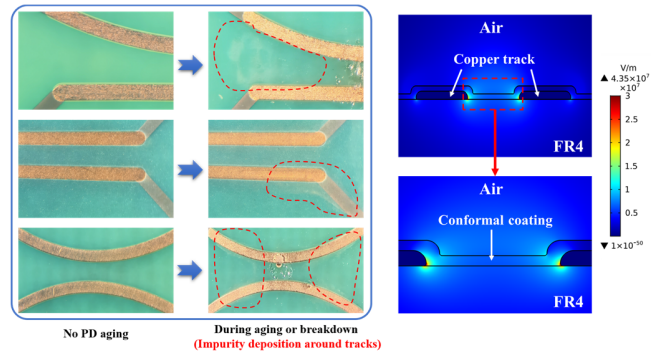 No PD aging
During aging or breakdown
(Impurity deposition around tracks)
Air
Copper track
FR4
Air
Conformal coating
FR4
V/m
▲ 4.35×10⁷
×10⁷
3
2.5
2
1.5
1
0.5
▼ 1×10⁻⁵⁰